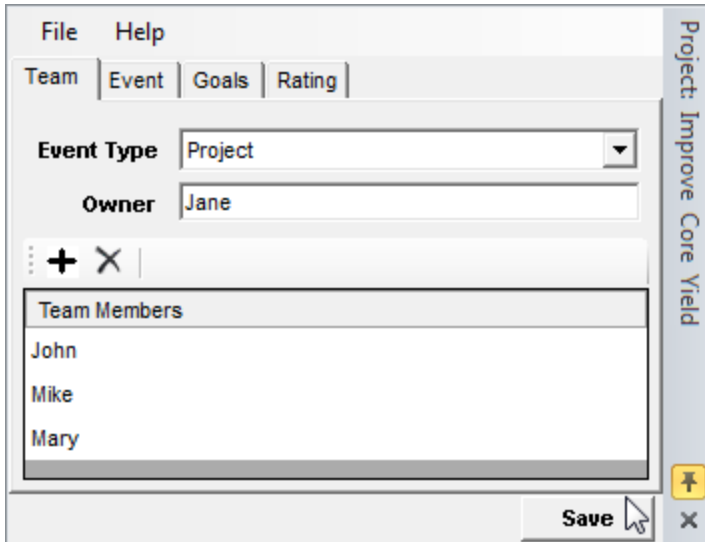 File Help
Team Event Goals Rating
Event Type Project
Owner Jane
Team Members
John
Mike
Mary
Save
Project: Improve Core Yield